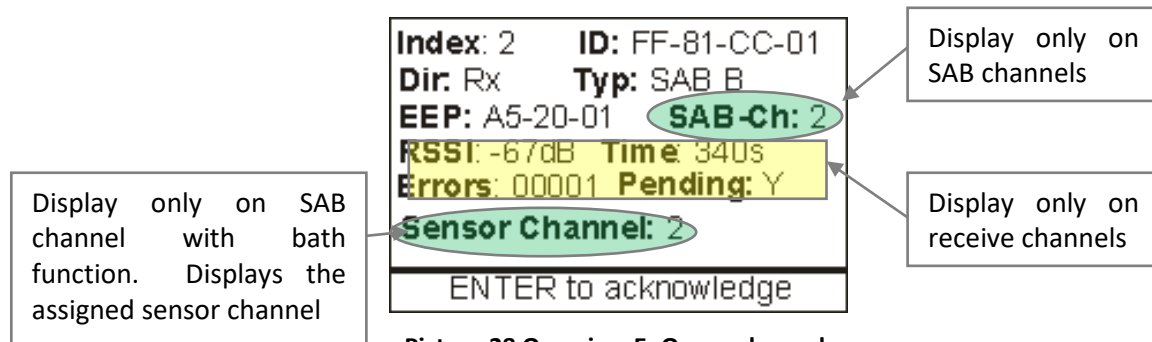 Index: 2 ID: FF-81-CC-01
Dir: Rx Typ: SAB B
EEP: A5-20-01 SAB-Ch: 2
RSSI: -67dB Time: 340s
Errors: 00001 Pending: Y
Sensor Channel: 2
ENTER to acknowledge
Display only on
SAB channels
Display only on
receive channels
Display only on SAB
channel with bath
function. Displays the
assigned sensor channel